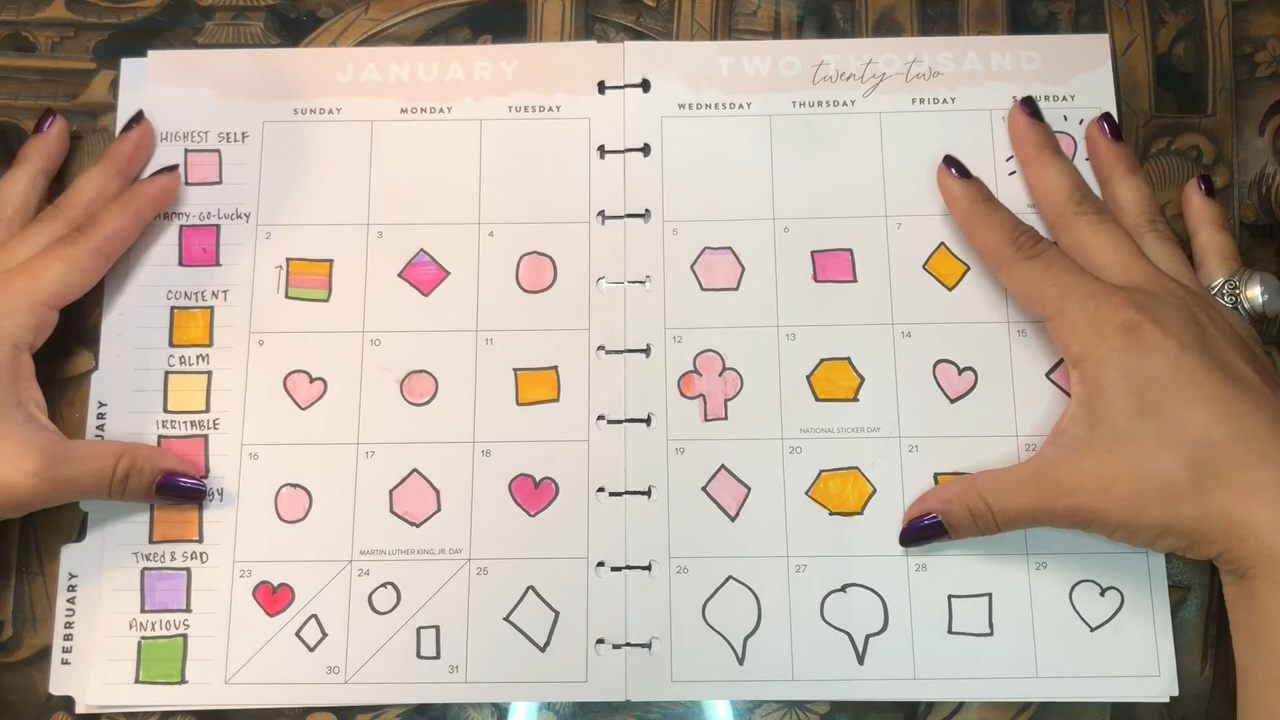 JANUARY
TWO THOUSAND
twenty-two
SUNDAY
MONDAY
TUESDAY
WEDNESDAY
THURSDAY
FRIDAY
HIGHEST SELF
HAPPY-GO-LUCKY
CONTENT
CALM
IRRITABLE
TIRED & SAD
ANXIOUS
FEBRUARY
1
2
3
4
5
6
7
9
10
11
12
13
NATIONAL STICKER DAY
14
15
16
17
MARTIN LUTHER KING, JR. DAY
18
19
20
21
22
23
30
24
31
25
26
27
28
29